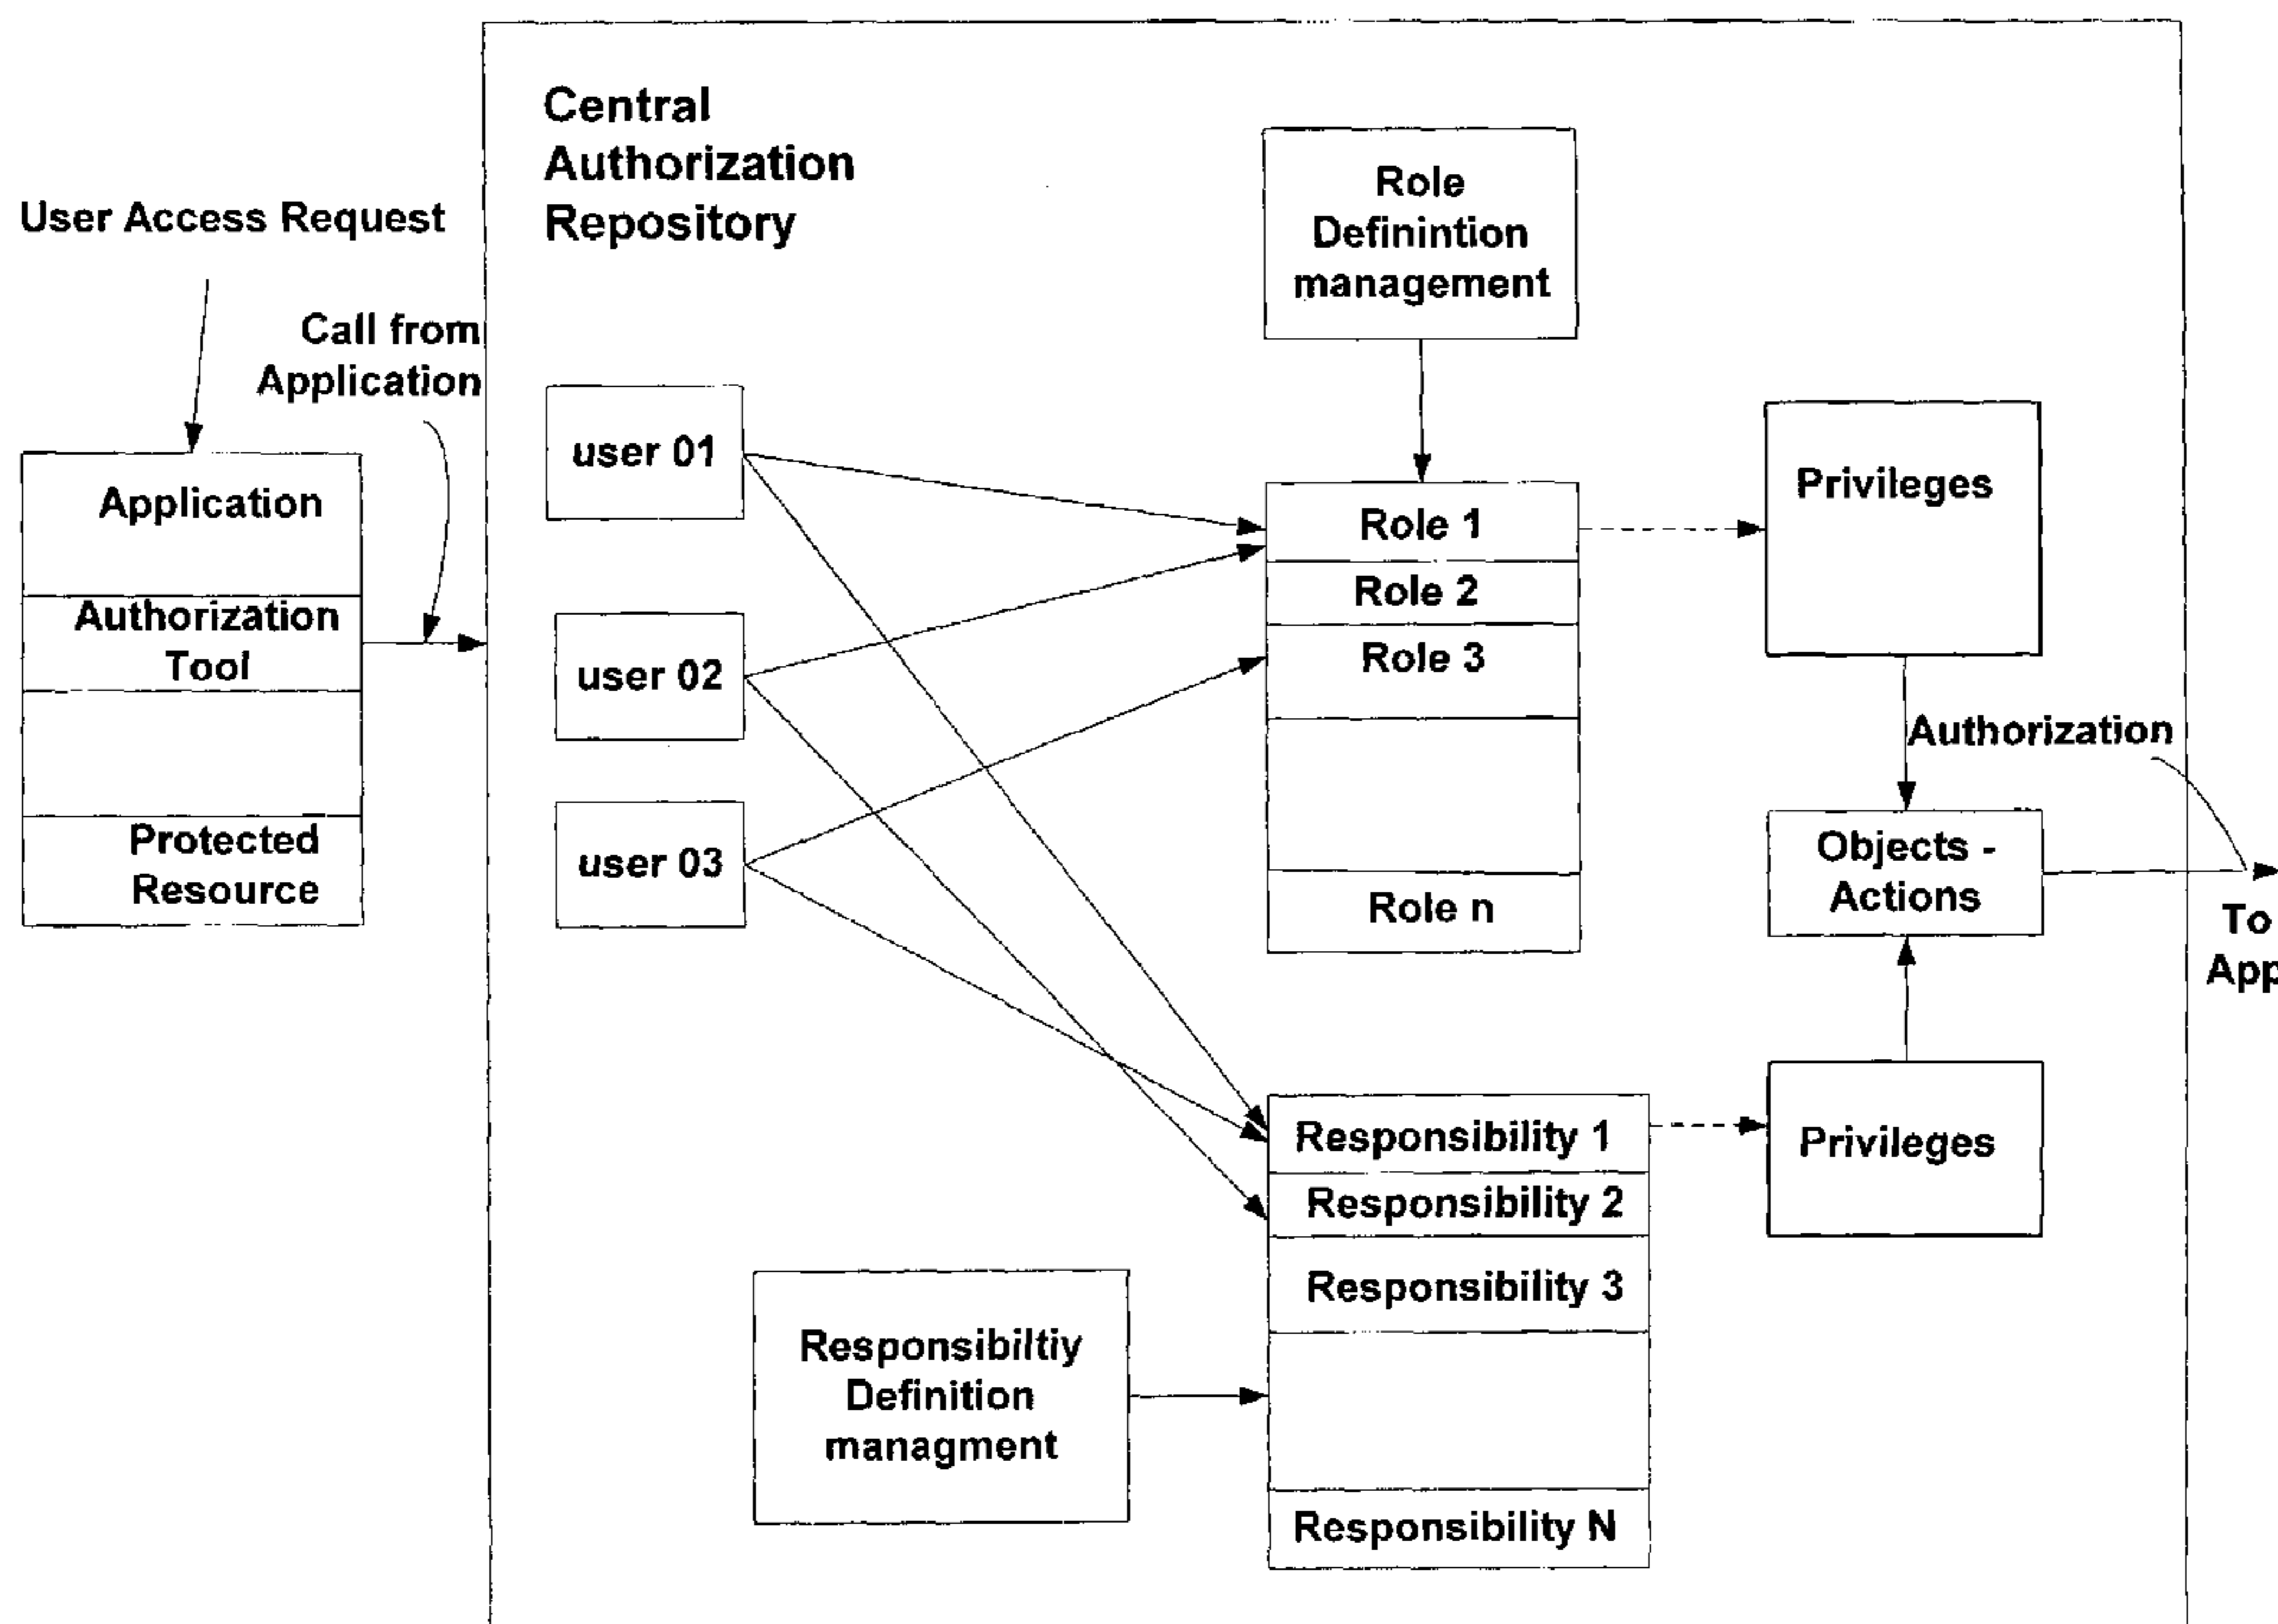 Central
Authorization
Repository
User Access Request
Call from
Application
Application
Authorization
Tool
Protected
Resource
user 01
user 02
user 03
Role
Definintion
management
Role 1
Role 2
Role 3
Role n
Privileges
Authorization
Objects -
Actions
To
App
Privileges
Responsibility 1
Responsibility 2
Responsibility 3
Responsibility N
Responsibiltiy
Definition
managment